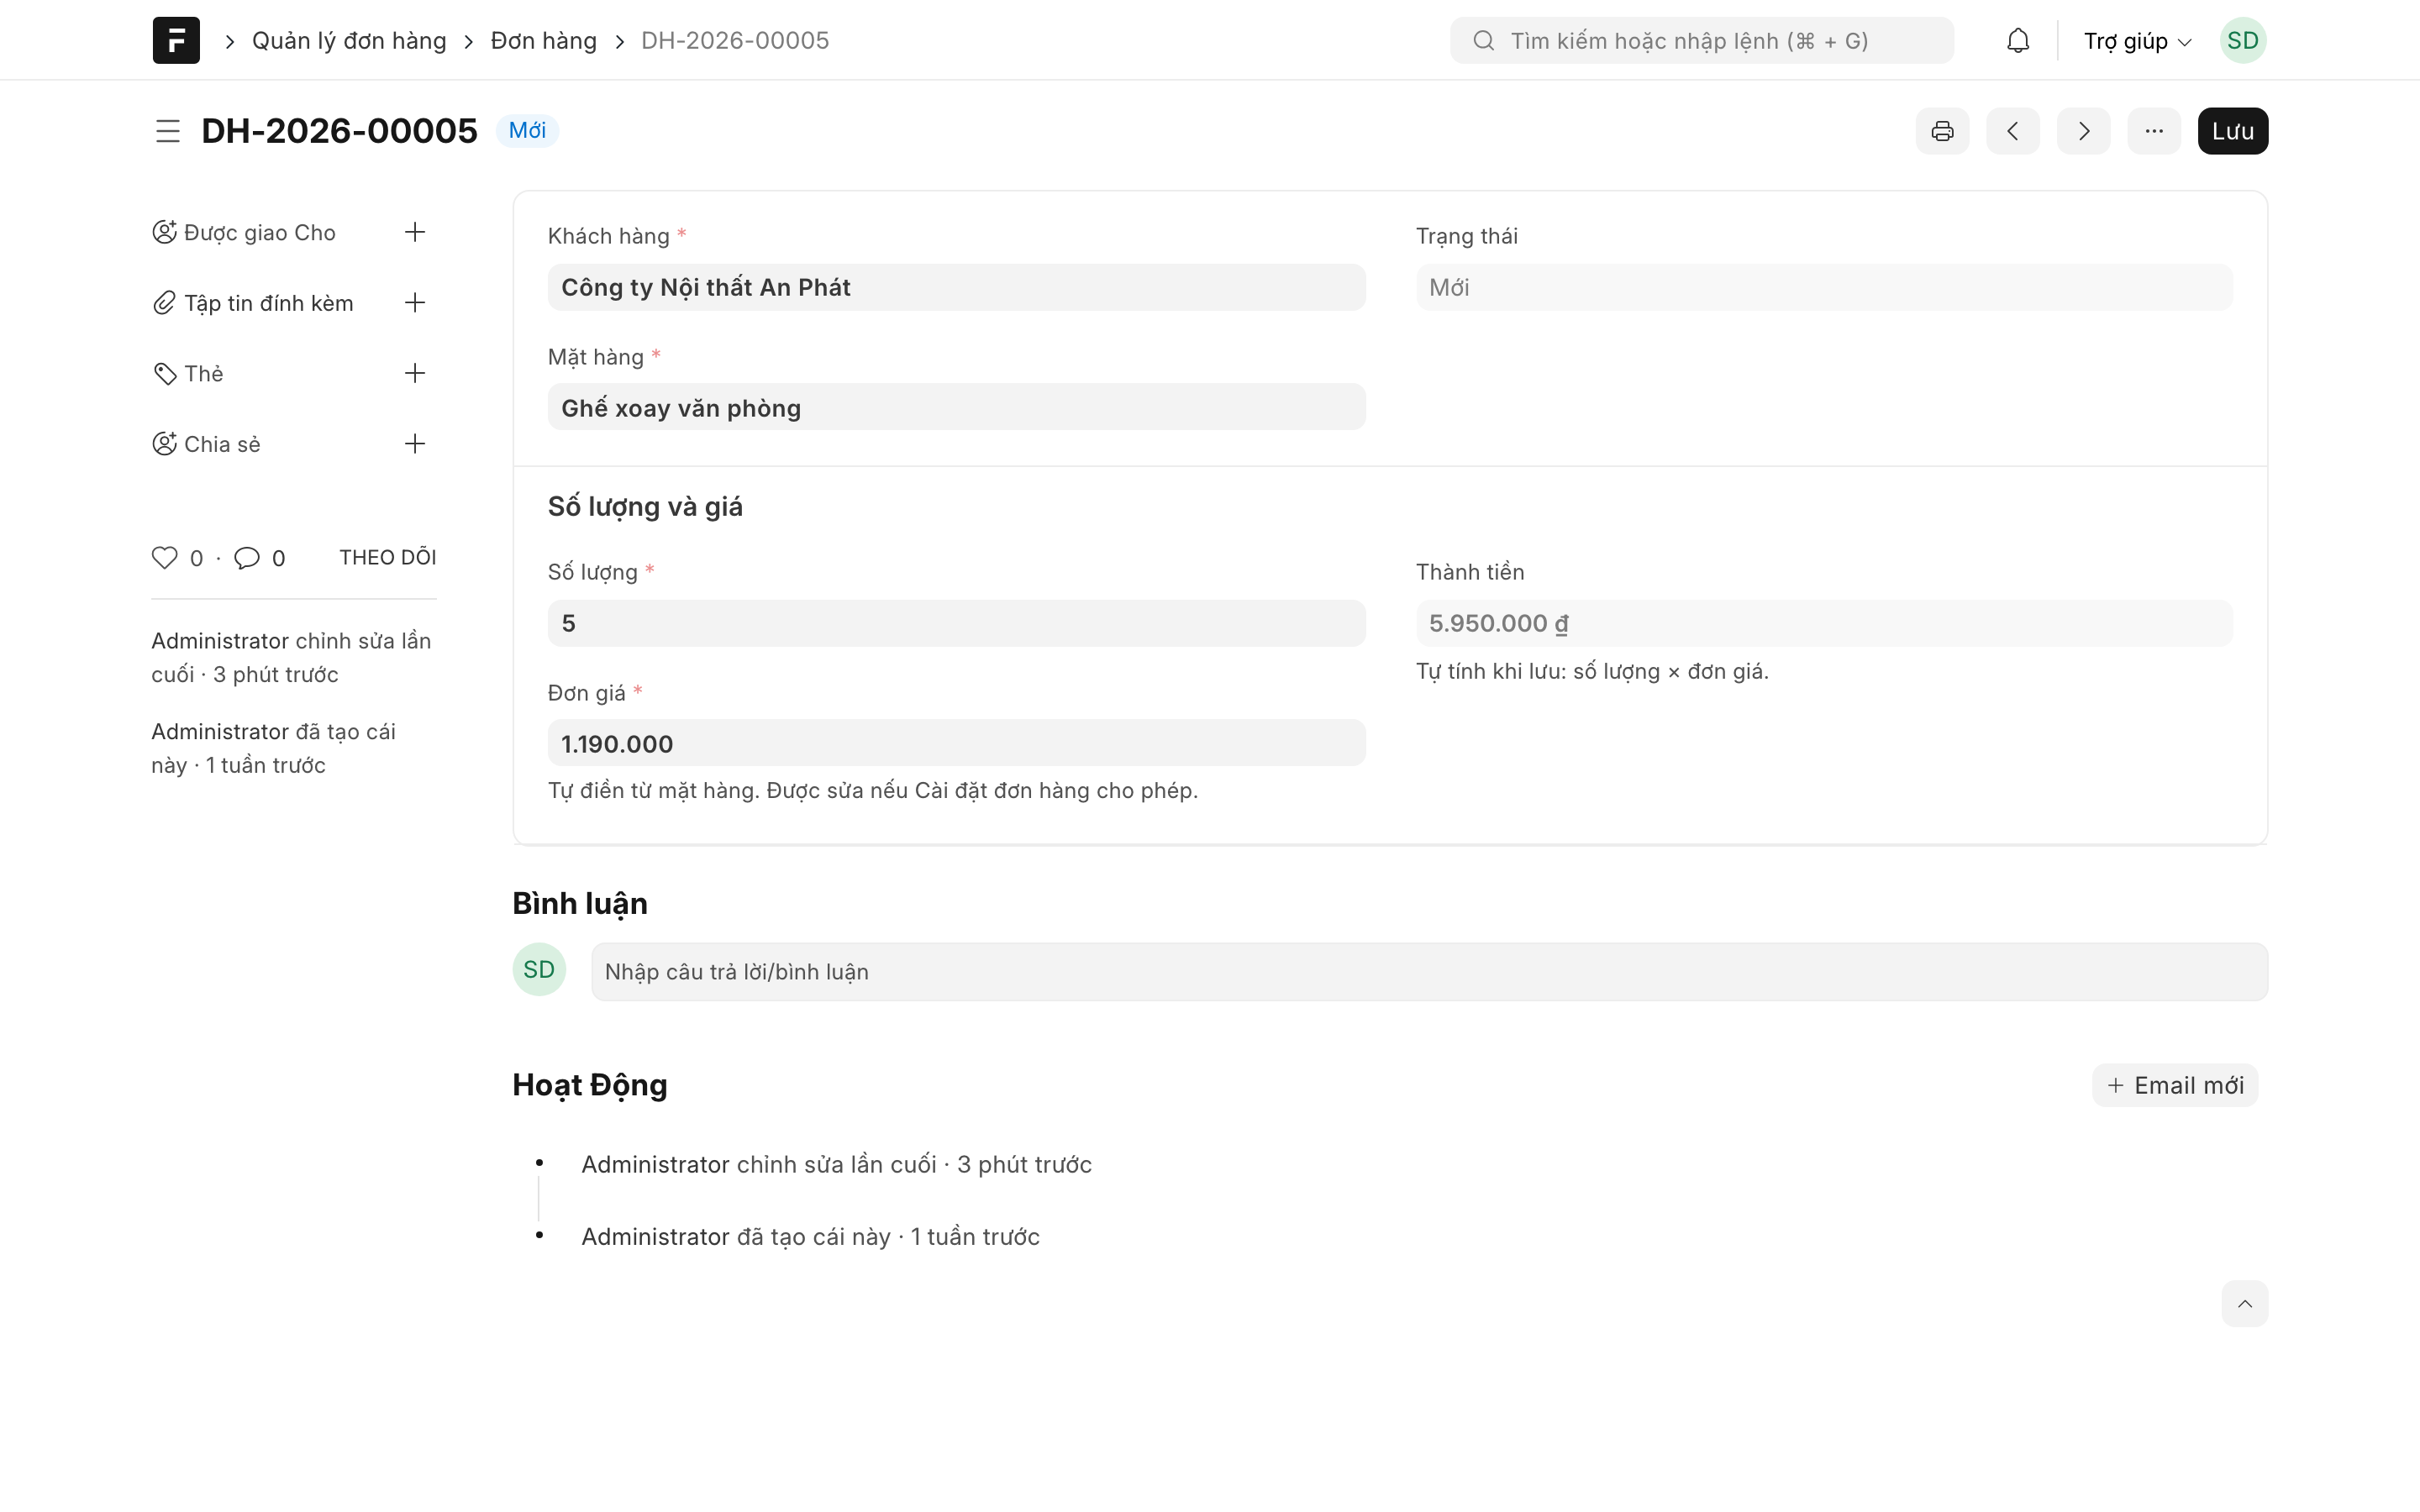 Quản lý đơn hàng > Đơn hàng > DH-2026-00005
Tìm kiếm hoặc nhập lệnh (⌘ + G)
Trợ giúp
SD
DH-2026-00005
Mới
Lưu
Được giao Cho
Tập tin đính kèm
Thẻ
Chia sẻ
0 · 0
THEO DÕI
Administrator chỉnh sửa lần
cuối · 3 phút trước
Administrator đã tạo cái
này · 1 tuần trước
Khách hàng *
Công ty Nội thất An Phát
Trạng thái
Mới
Mặt hàng *
Ghế xoay văn phòng
Số lượng và giá
Số lượng *
5
Thành tiền
5.950.000 ₫
Tự tính khi lưu: số lượng × đơn giá.
Đơn giá *
1.190.000
Tự điền từ mặt hàng. Được sửa nếu Cài đặt đơn hàng cho phép.
Bình luận
SD
Nhập câu trả lời/bình luận
Hoạt Động
+ Email mới
Administrator chỉnh sửa lần cuối · 3 phút trước
Administrator đã tạo cái này · 1 tuần trước